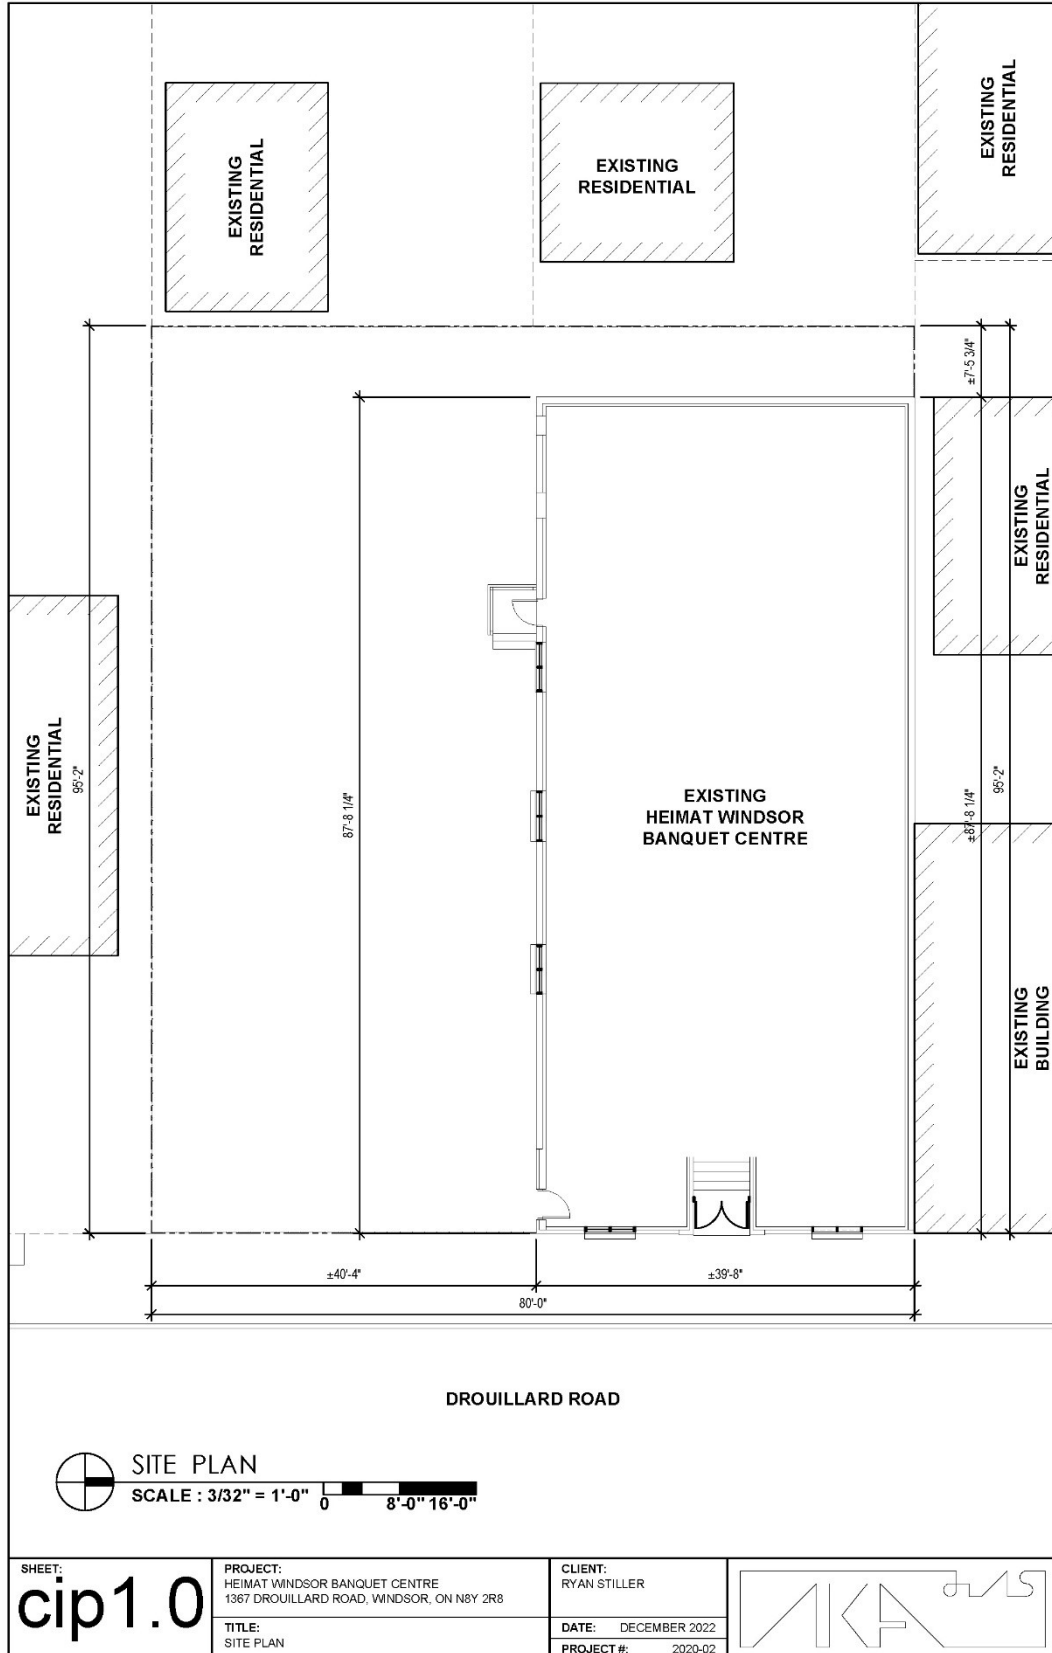 EXISTING
RESIDENTIAL
EXISTING
RESIDENTIAL
EXISTING
RESIDENTIAL
±7'-5 3/4"
EXISTING
RESIDENTIAL
EXISTING
RESIDENTIAL
95'-2"
87'-8 1/4"
EXISTING
HEIMAT WINDSOR
BANQUET CENTRE
±87'-8 1/4"
95'-2"
EXISTING
BUILDING
±40'-4"
±39'-8"
80'-0"
DROUILLARD ROAD
SITE PLAN
SCALE : 3/32" = 1'-0"
0 8'-0" 16'-0"
SHEET:
cip1.0
PROJECT:
HEIMAT WINDSOR BANQUET CENTRE
1367 DROUILLARD ROAD, WINDSOR, ON N8Y 2R8
TITLE:
SITE PLAN
CLIENT:
RYAN STILLER
DATE: DECEMBER 2022
PROJECT #: 2020-02